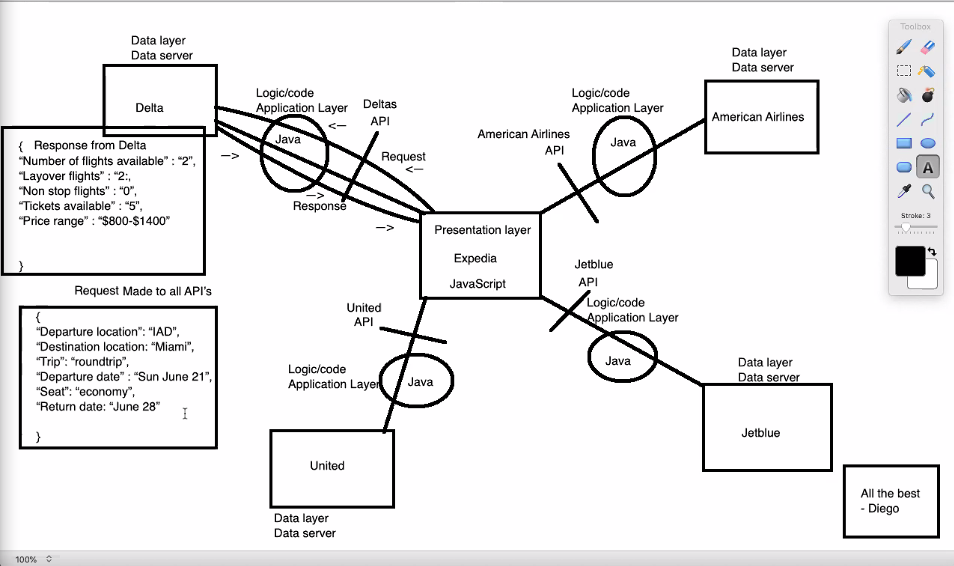 Toolbox
Data layer
Data server
Delta
Logic/code
Application Layer
<—
Java
Deltas
API
Request
<—
—>
—>
Response
—>
{ Response from Delta
“Number of flights available” : “2”,
“Layover flights” : “2:,
“Non stop flights” : “0”,
“Tickets available” : “5”,
“Price range” : “$800-$1400”
}
Request Made to all API’s
{
“Departure location”: “IAD”,
“Destination location: “Miami”,
“Trip”: “roundtrip”,
“Departure date” : “Sun June 21”,
“Seat”: “economy”,
“Return date: “June 28”
}
Presentation layer
Expedia
JavaScript
American Airlines
API
Logic/code
Application Layer
Java
Data layer
Data server
American Airlines
Jetblue
API
Logic/code
Application Layer
Java
Data layer
Data server
Jetblue
United
API
Logic/code
Application Layer
Java
United
Data layer
Data server
All the best
- Diego
A
Stroke: 3
100%